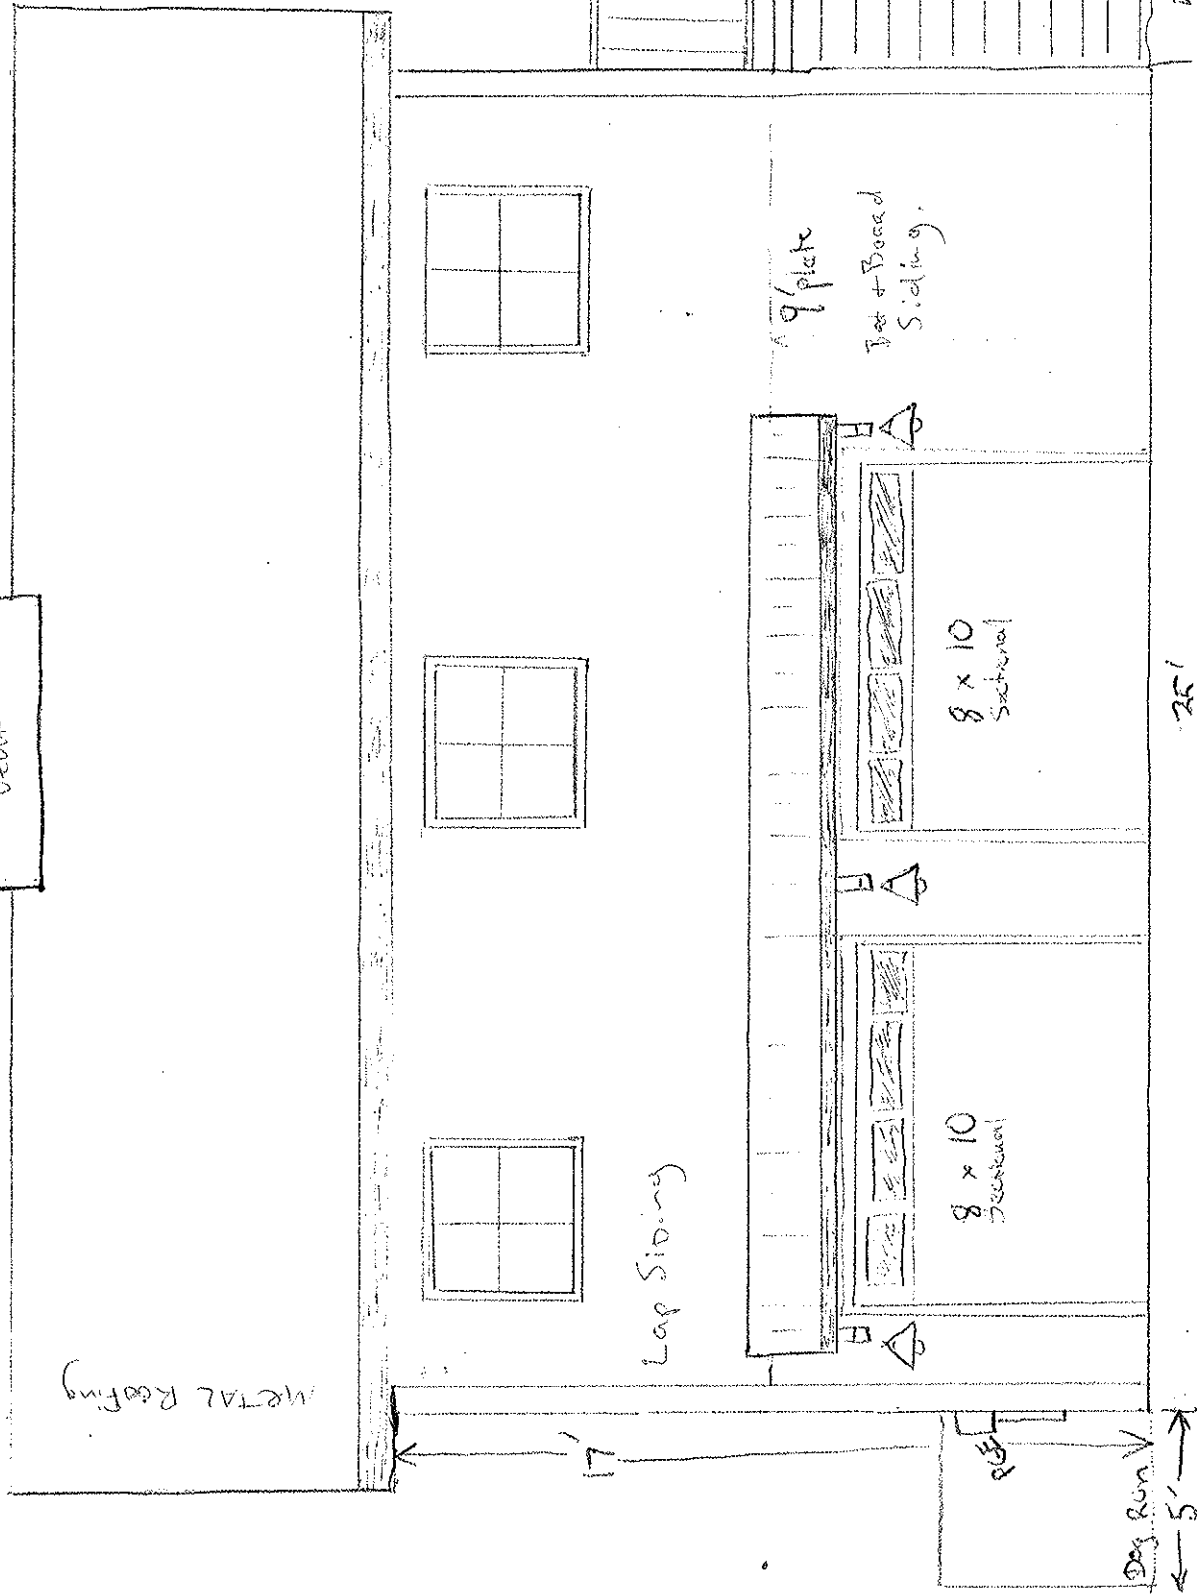 METAL Roofing
17'
Lap Siding
9' plate
Bat + Board
Siding.
8 x 10
Sectional
8 x 10
Sectional
Dog Run
5'
25'